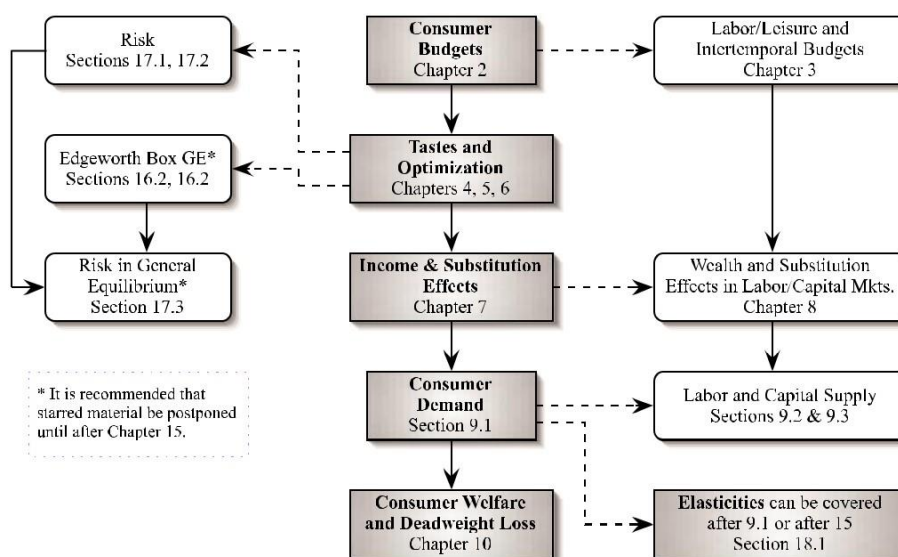 Risk
Sections 17.1, 17.2
Consumer
Budgets
Chapter 2
Labor/Leisure and
Intertemporal Budgets
Chapter 3
Edgeworth Box GE*
Sections 16.2, 16.2
Tastes and
Optimization
Chapters 4, 5, 6
Risk in General
Equilibrium*
Section 17.3
Income & Substitution
Effects
Chapter 7
Wealth and Substitution
Effects in Labor/Capital Mkts.
Chapter 8
* It is recommended that
starred material be postponed
until after Chapter 15.
Consumer
Demand
Section 9.1
Labor and Capital Supply
Sections 9.2 & 9.3
Consumer Welfare
and Deadweight Loss
Chapter 10
Elasticities can be covered
after 9.1 or after 15
Section 18.1